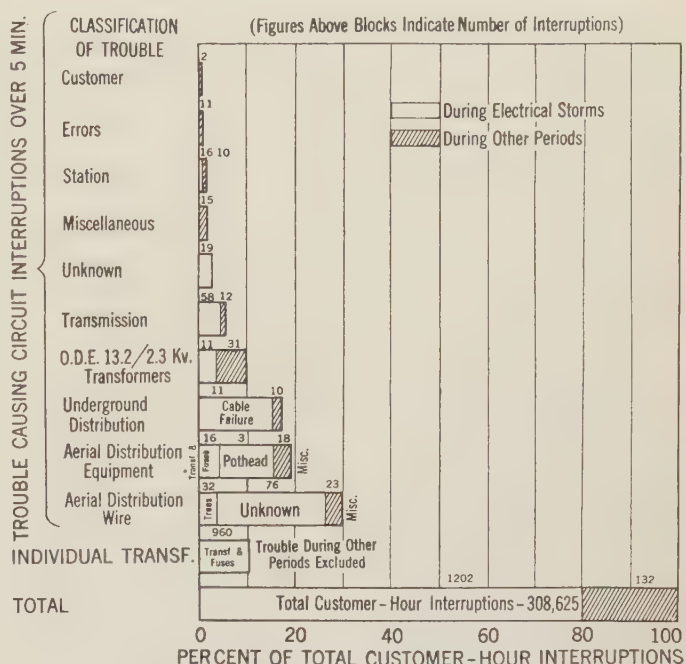 CLASSIFICATION
OF TROUBLE
(Figures Above Blocks Indicate Number of Interruptions)
TROUBLE CAUSING CIRCUIT INTERRUPTIONS OVER 5 MIN.
During Electrical Storms
During Other Periods
2
Customer
11
Errors
16 10
Station
15
Miscellaneous
19
Unknown
58 12
Transmission
11 31
O.D.E. 13.2/2.3 Kv.
Transformers
11 10
Underground
Distribution
Cable
Failure
16 3 18
Aerial Distribution
Equipment
Transf. &
Fuses
Pothead
Misc.
32 76 23
Aerial Distribution
Wire
Trees
Unknown
Misc.
960
INDIVIDUAL TRANSF.
Transf. &
Fuses
Trouble During Other
Periods Excluded
1202 132
TOTAL
Total Customer-Hour Interruptions-308,625
0 20 40 60 80 100
PERCENT OF TOTAL CUSTOMER-HOUR INTERRUPTIONS